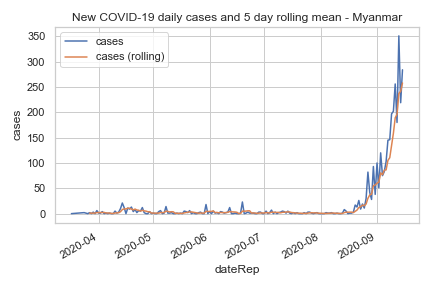 New COVID-19 daily cases and 5 day rolling mean - Myanmar
cases
cases (rolling)
350
300
250
200
150
100
50
0
cases
2020-04
2020-05
2020-06
2020-07
2020-08
2020-09
dateRep